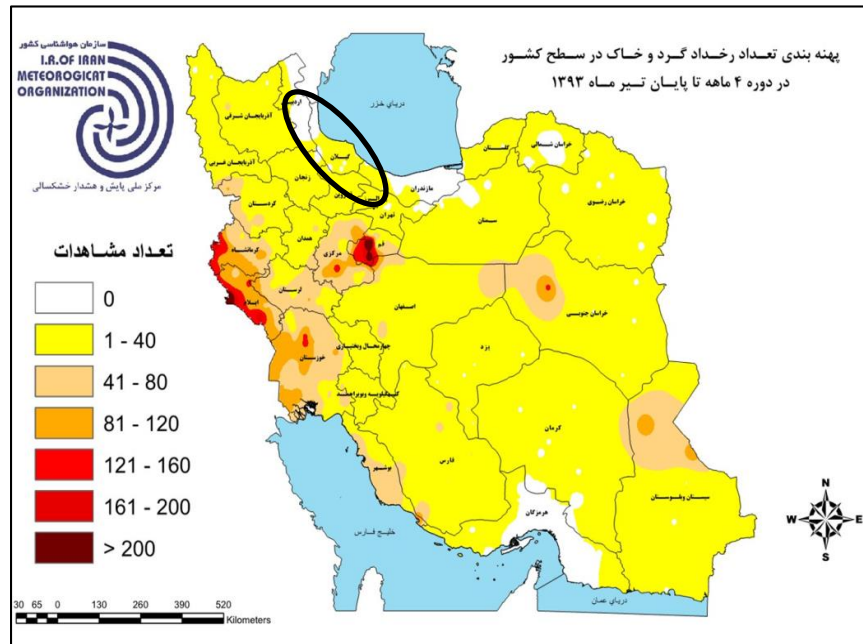 سازمان هواشناسی کشور
I.R.OF IRAN
METEOROGICAT
ORGANIZATION
مرکز ملی پایش و هشدار خشکسالی
پهنه بندی تعداد رخداد گرد و خاک در سطح کشور
در دوره ۴ ماهه تا پایان تیر ماه ۱۳۹۳
دریای خزر
آذربایجان شرقی
آذربایجان غربی
گیلان
زنجان
مازندران
گلستان
خراسان شمالی
خراسان رضوی
کردستان
همدان
تهران
سمنان
قم
مرکزی
کرمانشاه
لرستان
ایلام
اصفهان
خراسان جنوبی
یزد
چهارمحال وبختیاری
خوزستان
کهگیلویه وبویراحمد
کرمان
فارس
بوشهر
سیستان وبلوچستان
هرمزگان
خلیج فارس
دریای عمان
تعداد مشاهدات
0
1 - 40
41 - 80
81 - 120
121 - 160
161 - 200
> 200
N
W E
S
30 65 0 130 260 390 520
Kilometers